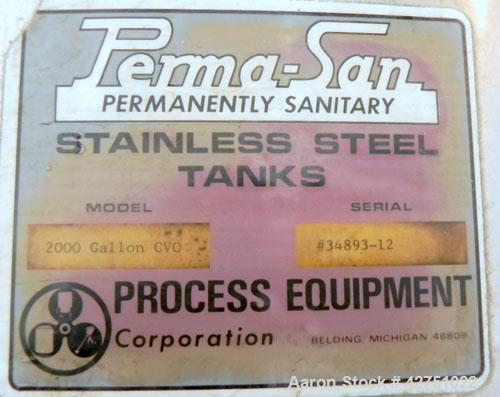 Perma-San
PERMANENTLY SANITARY
STAINLESS STEEL
TANKS
MODEL SERIAL
2000 Gallon CVC #34893-12
PROCESS EQUIPMENT
Corporation BELDING, MICHIGAN 48809
Aaron Stock #